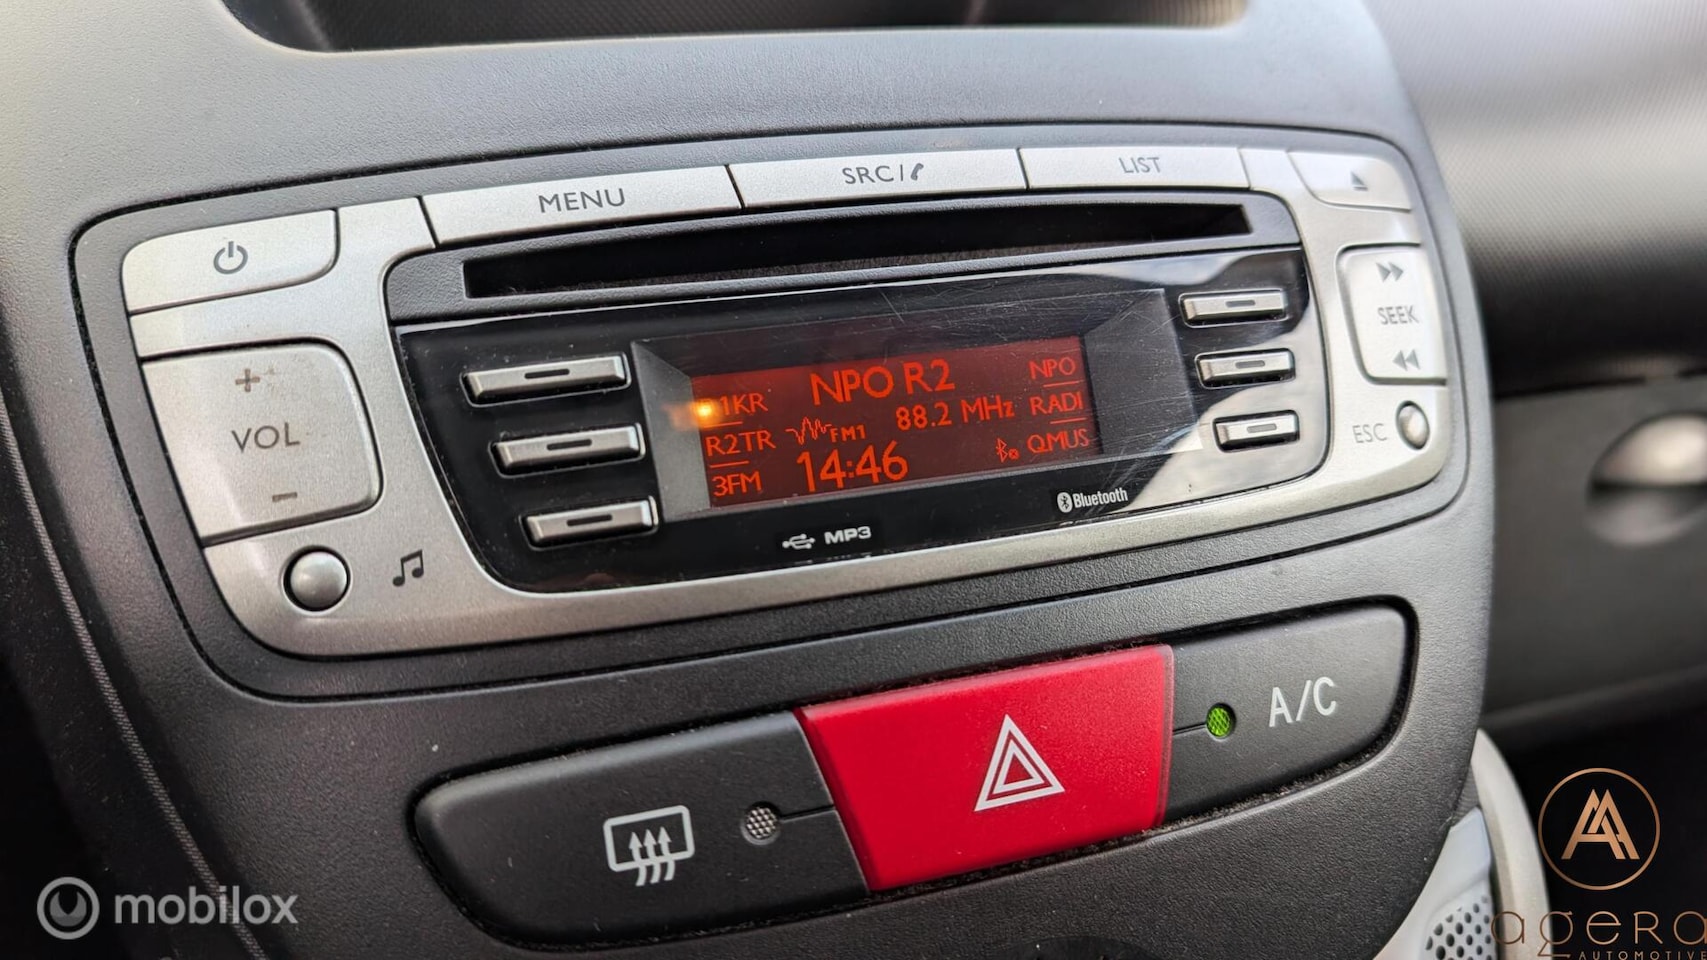 MENU
SRC/
LIST
SEEK
ESC
+
VOL
-
NPO R2
NPO
1KR
88.2 MHz
RADI
R2TR
FM1
QMUS
3FM
14:46
MP3
Bluetooth
A/C
mobilox
agera
AUTOMOTIVE